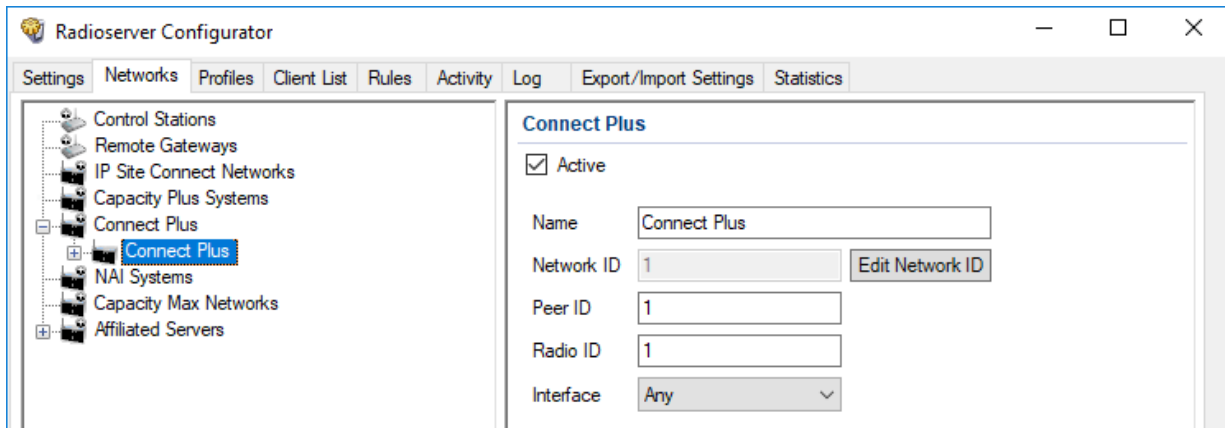 Radioserver Configurator
Settings Networks Profiles Client List Rules Activity Log Export/Import Settings Statistics
Control Stations
Remote Gateways
IP Site Connect Networks
Capacity Plus Systems
Connect Plus
Connect Plus
NAI Systems
Capacity Max Networks
Affiliated Servers
Connect Plus
Active
Name Connect Plus
Network ID 1 Edit Network ID
Peer ID 1
Radio ID 1
Interface Any